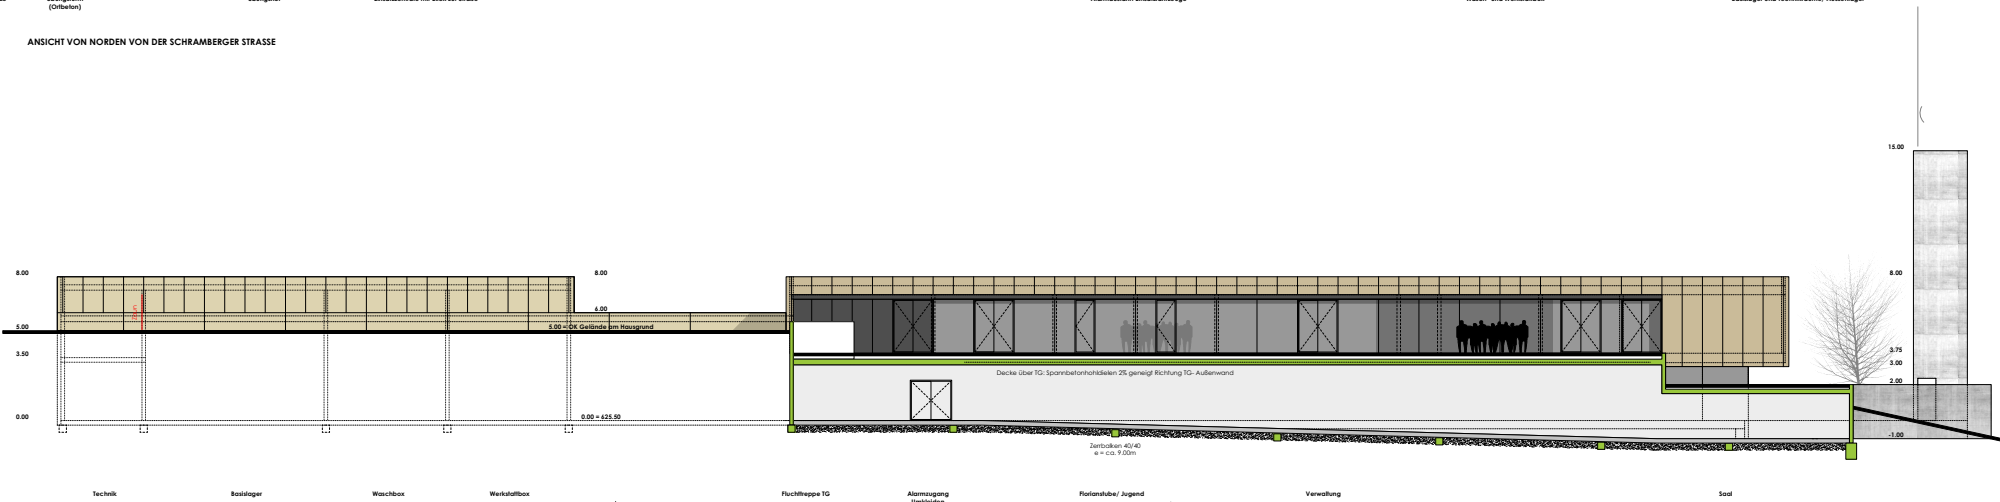 (Ortbeton)
ANSICHT VON NORDEN VON DER SCHRAMBERGER STRASSE
15.00
8.00
8.00
8.00
6.00
Zaun
5.00
5.00 = OK Gelände am Hausgrund
3.50
3.75
3.00
2.00
Decke über TG: Spannbetonhohldielen 2% geneigt Richtung TG- Außenwand
0.00
0.00 = 625.50
-1.00
Zerrbalken 40/40
e = ca. 9.00m
Technik
Basislager
Waschbox
Werkstattbox
Fluchttreppe TG
Alarmzugang
Florianstube/ Jugend
Verwaltung
Saal